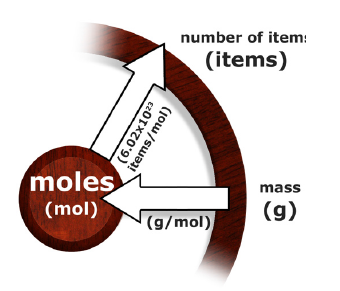 number of items
(items)
(6.02x10²³
items/mol)
moles
(mol)
mass
(g)
(g/mol)